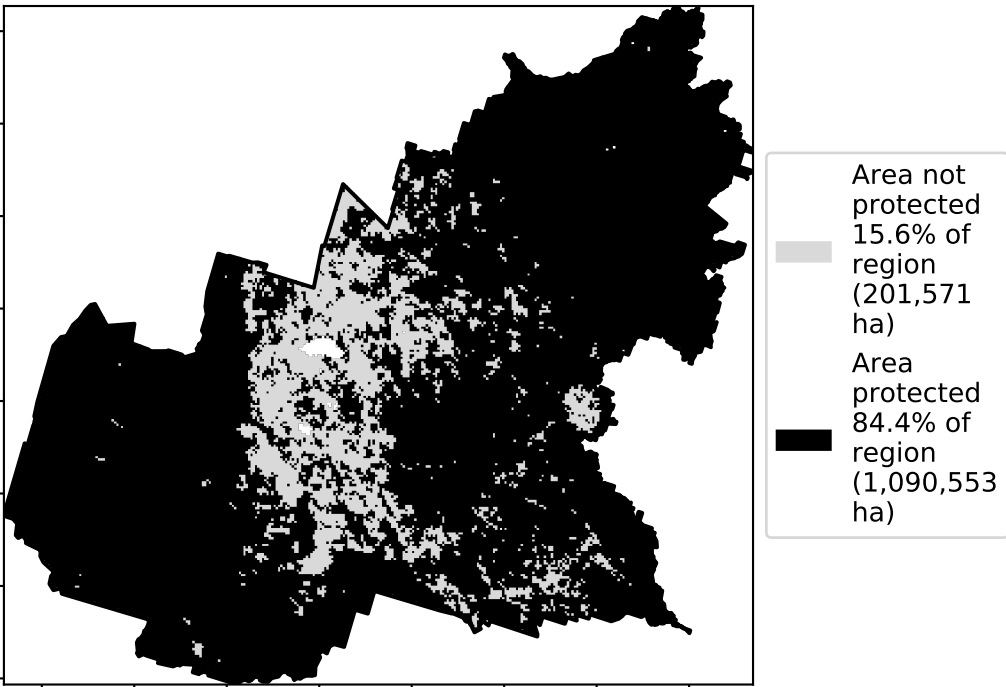 Area not
protected
15.6% of
region
(201,571
ha)
Area
protected
84.4% of
region
(1,090,553
ha)